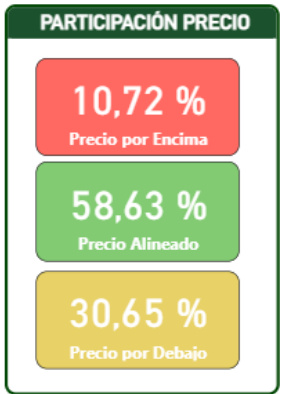 PARTICIPACIÓN PRECIO
10,72 %
Precio por Encima
58,63 %
Precio Alineado
30,65 %
Precio por Debajo